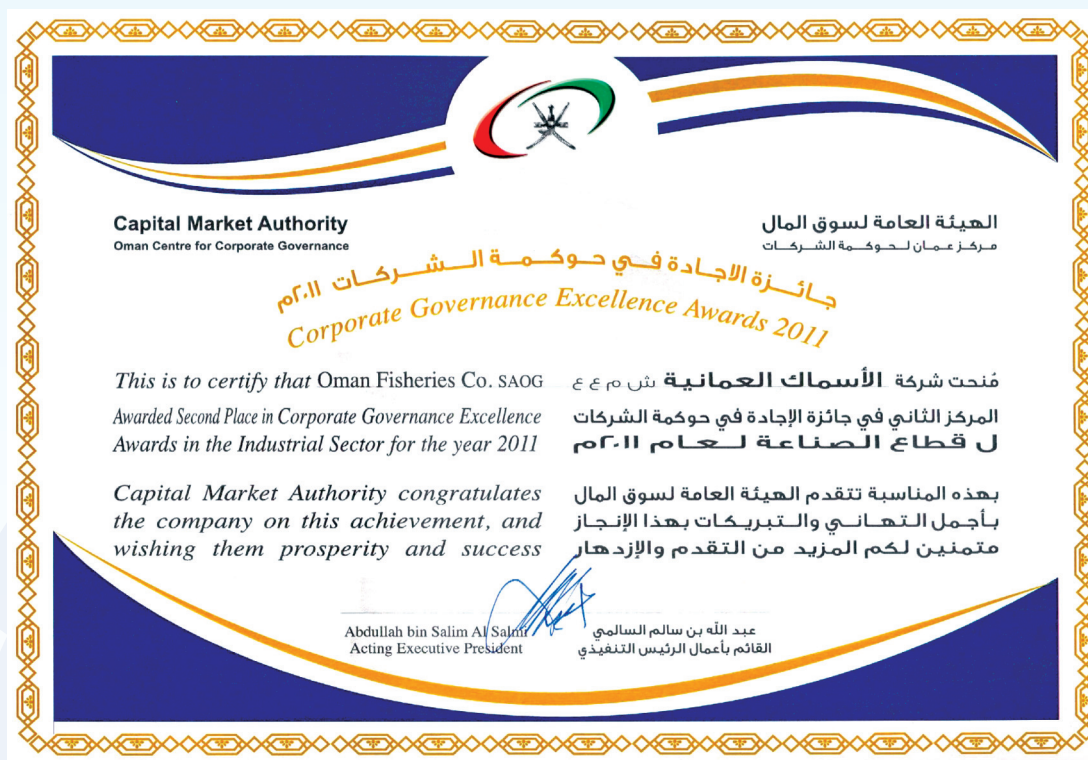 Capital Market Authority
Oman Centre for Corporate Governance
الهيئة العامة لسوق المال
مركز عمان لحوكمة الشركات
جائزة الاجادة في حوكمة الشركات ٢٠١١م
Corporate Governance Excellence Awards 2011
This is to certify that Oman Fisheries Co. SAOG
Awarded Second Place in Corporate Governance Excellence
Awards in the Industrial Sector for the year 2011
Capital Market Authority congratulates
the company on this achievement, and
wishing them prosperity and success
مُنحت شركة الأسماك العمانية ش م ع ع
المركز الثاني في جائزة الإجادة في حوكمة الشركات
ل قطاع الصناعة لعام ٢٠١١م
بهذه المناسبة تتقدم الهيئة العامة لسوق المال
بأجمل التهاني والتبريكات بهذا الإنجاز
متمنين لكم المزيد من التقدم والإزدهار
Abdullah bin Salim Al Salmi
Acting Executive President
عبد الله بن سالم السالمي
القائم بأعمال الرئيس التنفيذي